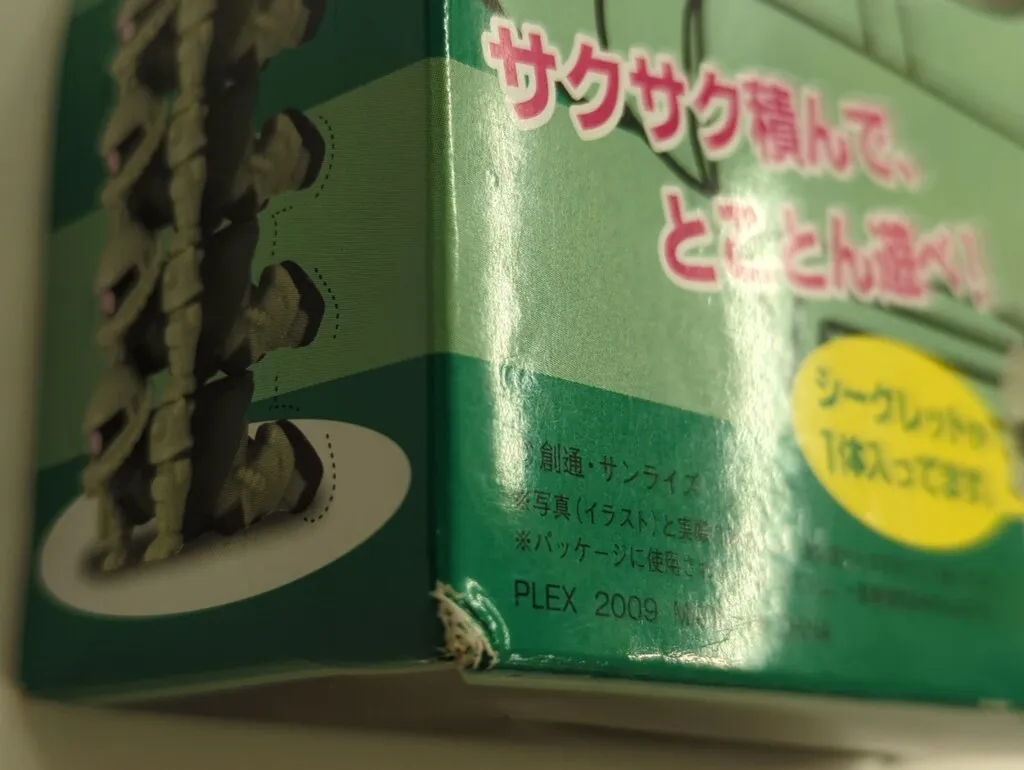 サクサク積んで、
とことん遊べ!
シークレットが
1体入ってます
© 創通・サンライズ
※写真(イラスト)と実際
※パッケージに使用
PLEX 2009